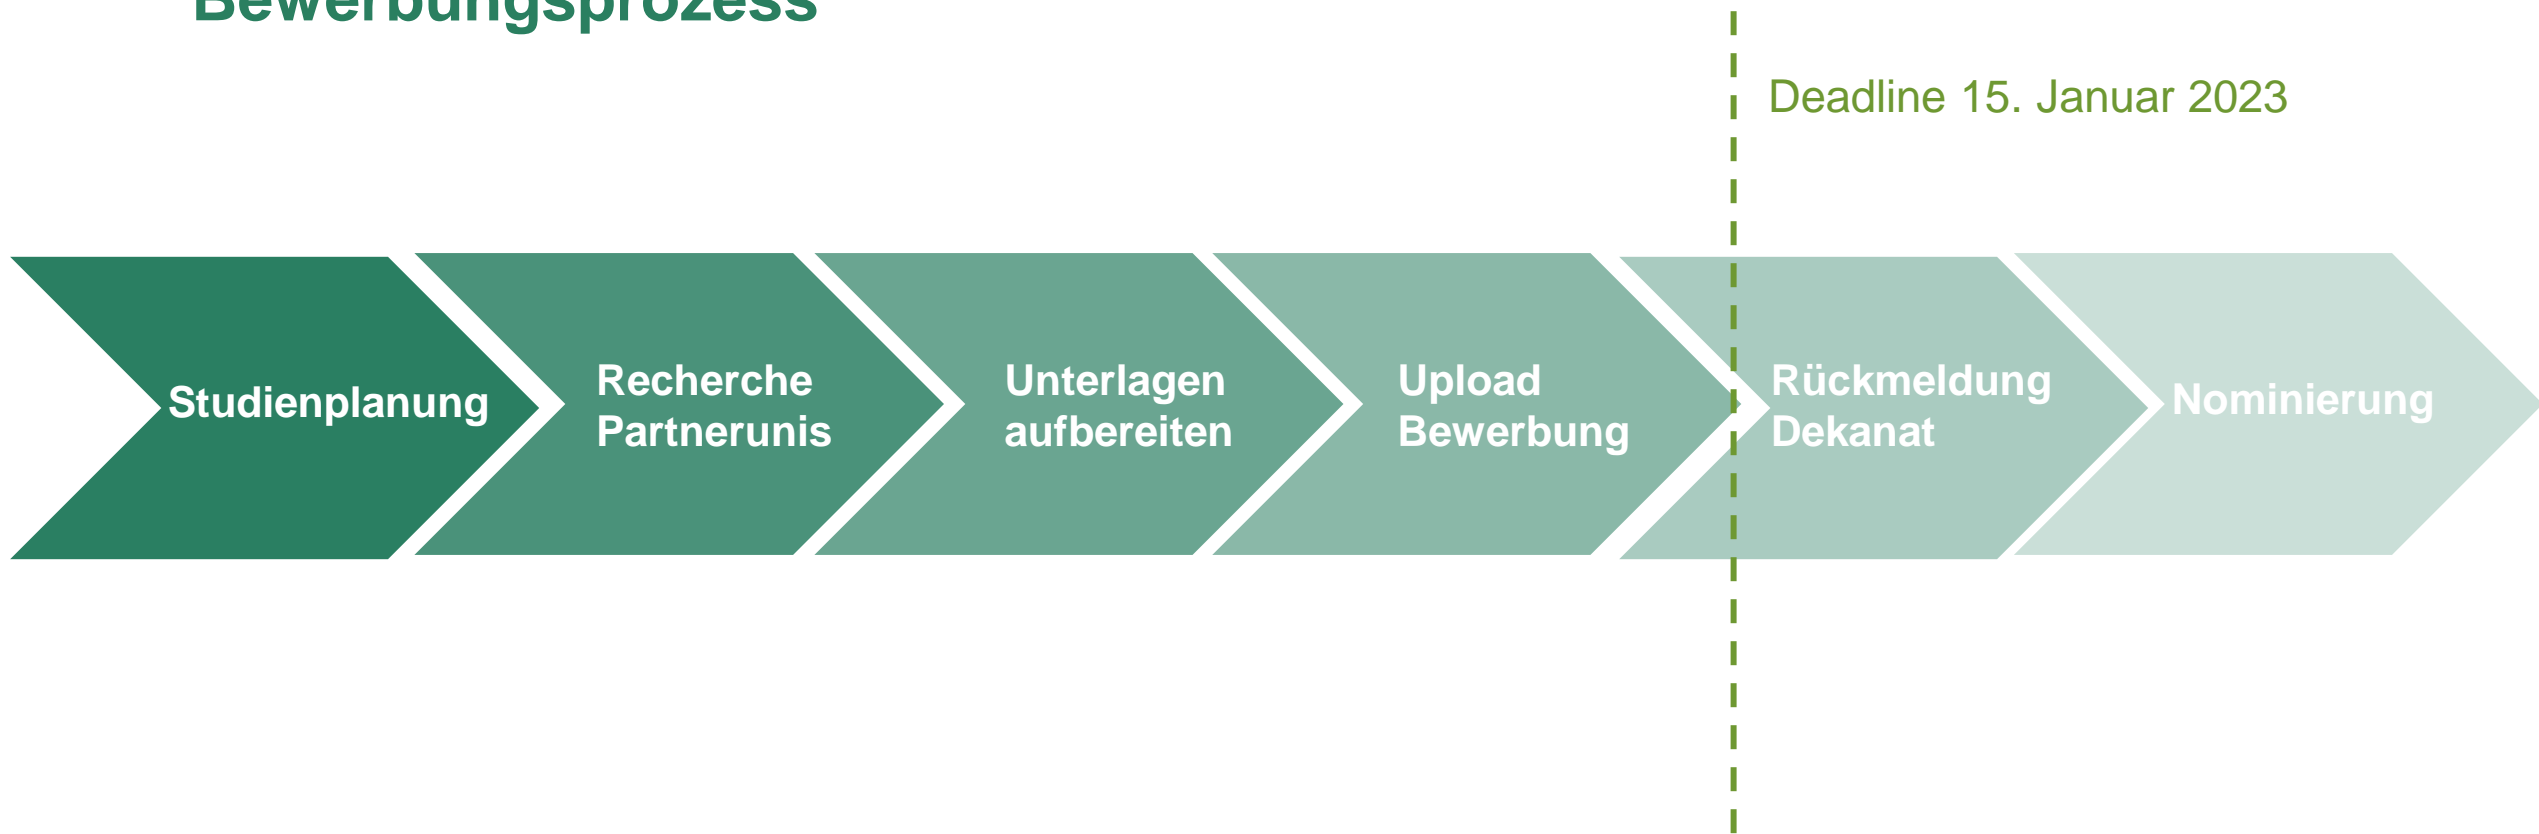 Bewerbungsprozess
Deadline 15. Januar 2023
Studienplanung
Recherche
Partnerunis
Unterlagen
aufbereiten
Upload
Bewerbung
Rückmeldung
Dekanat
Nominierung